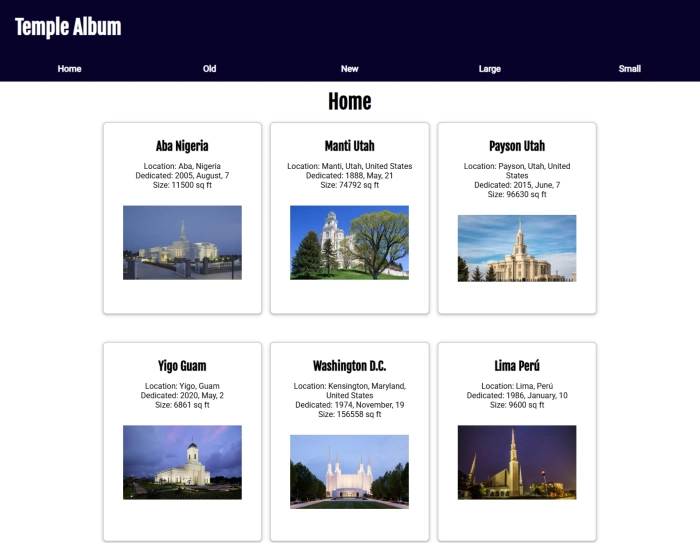 Temple Album
Home
Old
New
Large
Small
Home
Aba Nigeria
Location: Aba, Nigeria
Dedicated: 2005, August, 7
Size: 11500 sq ft
Manti Utah
Location: Manti, Utah, United States
Dedicated: 1888, May, 21
Size: 74792 sq ft
Payson Utah
Location: Payson, Utah, United
States
Dedicated: 2015, June, 7
Size: 96630 sq ft
Yigo Guam
Location: Yigo, Guam
Dedicated: 2020, May, 2
Size: 6861 sq ft
Washington D.C.
Location: Kensington, Maryland,
United States
Dedicated: 1974, November, 19
Size: 156558 sq ft
Lima Perú
Location: Lima, Perú
Dedicated: 1986, January, 10
Size: 9600 sq ft